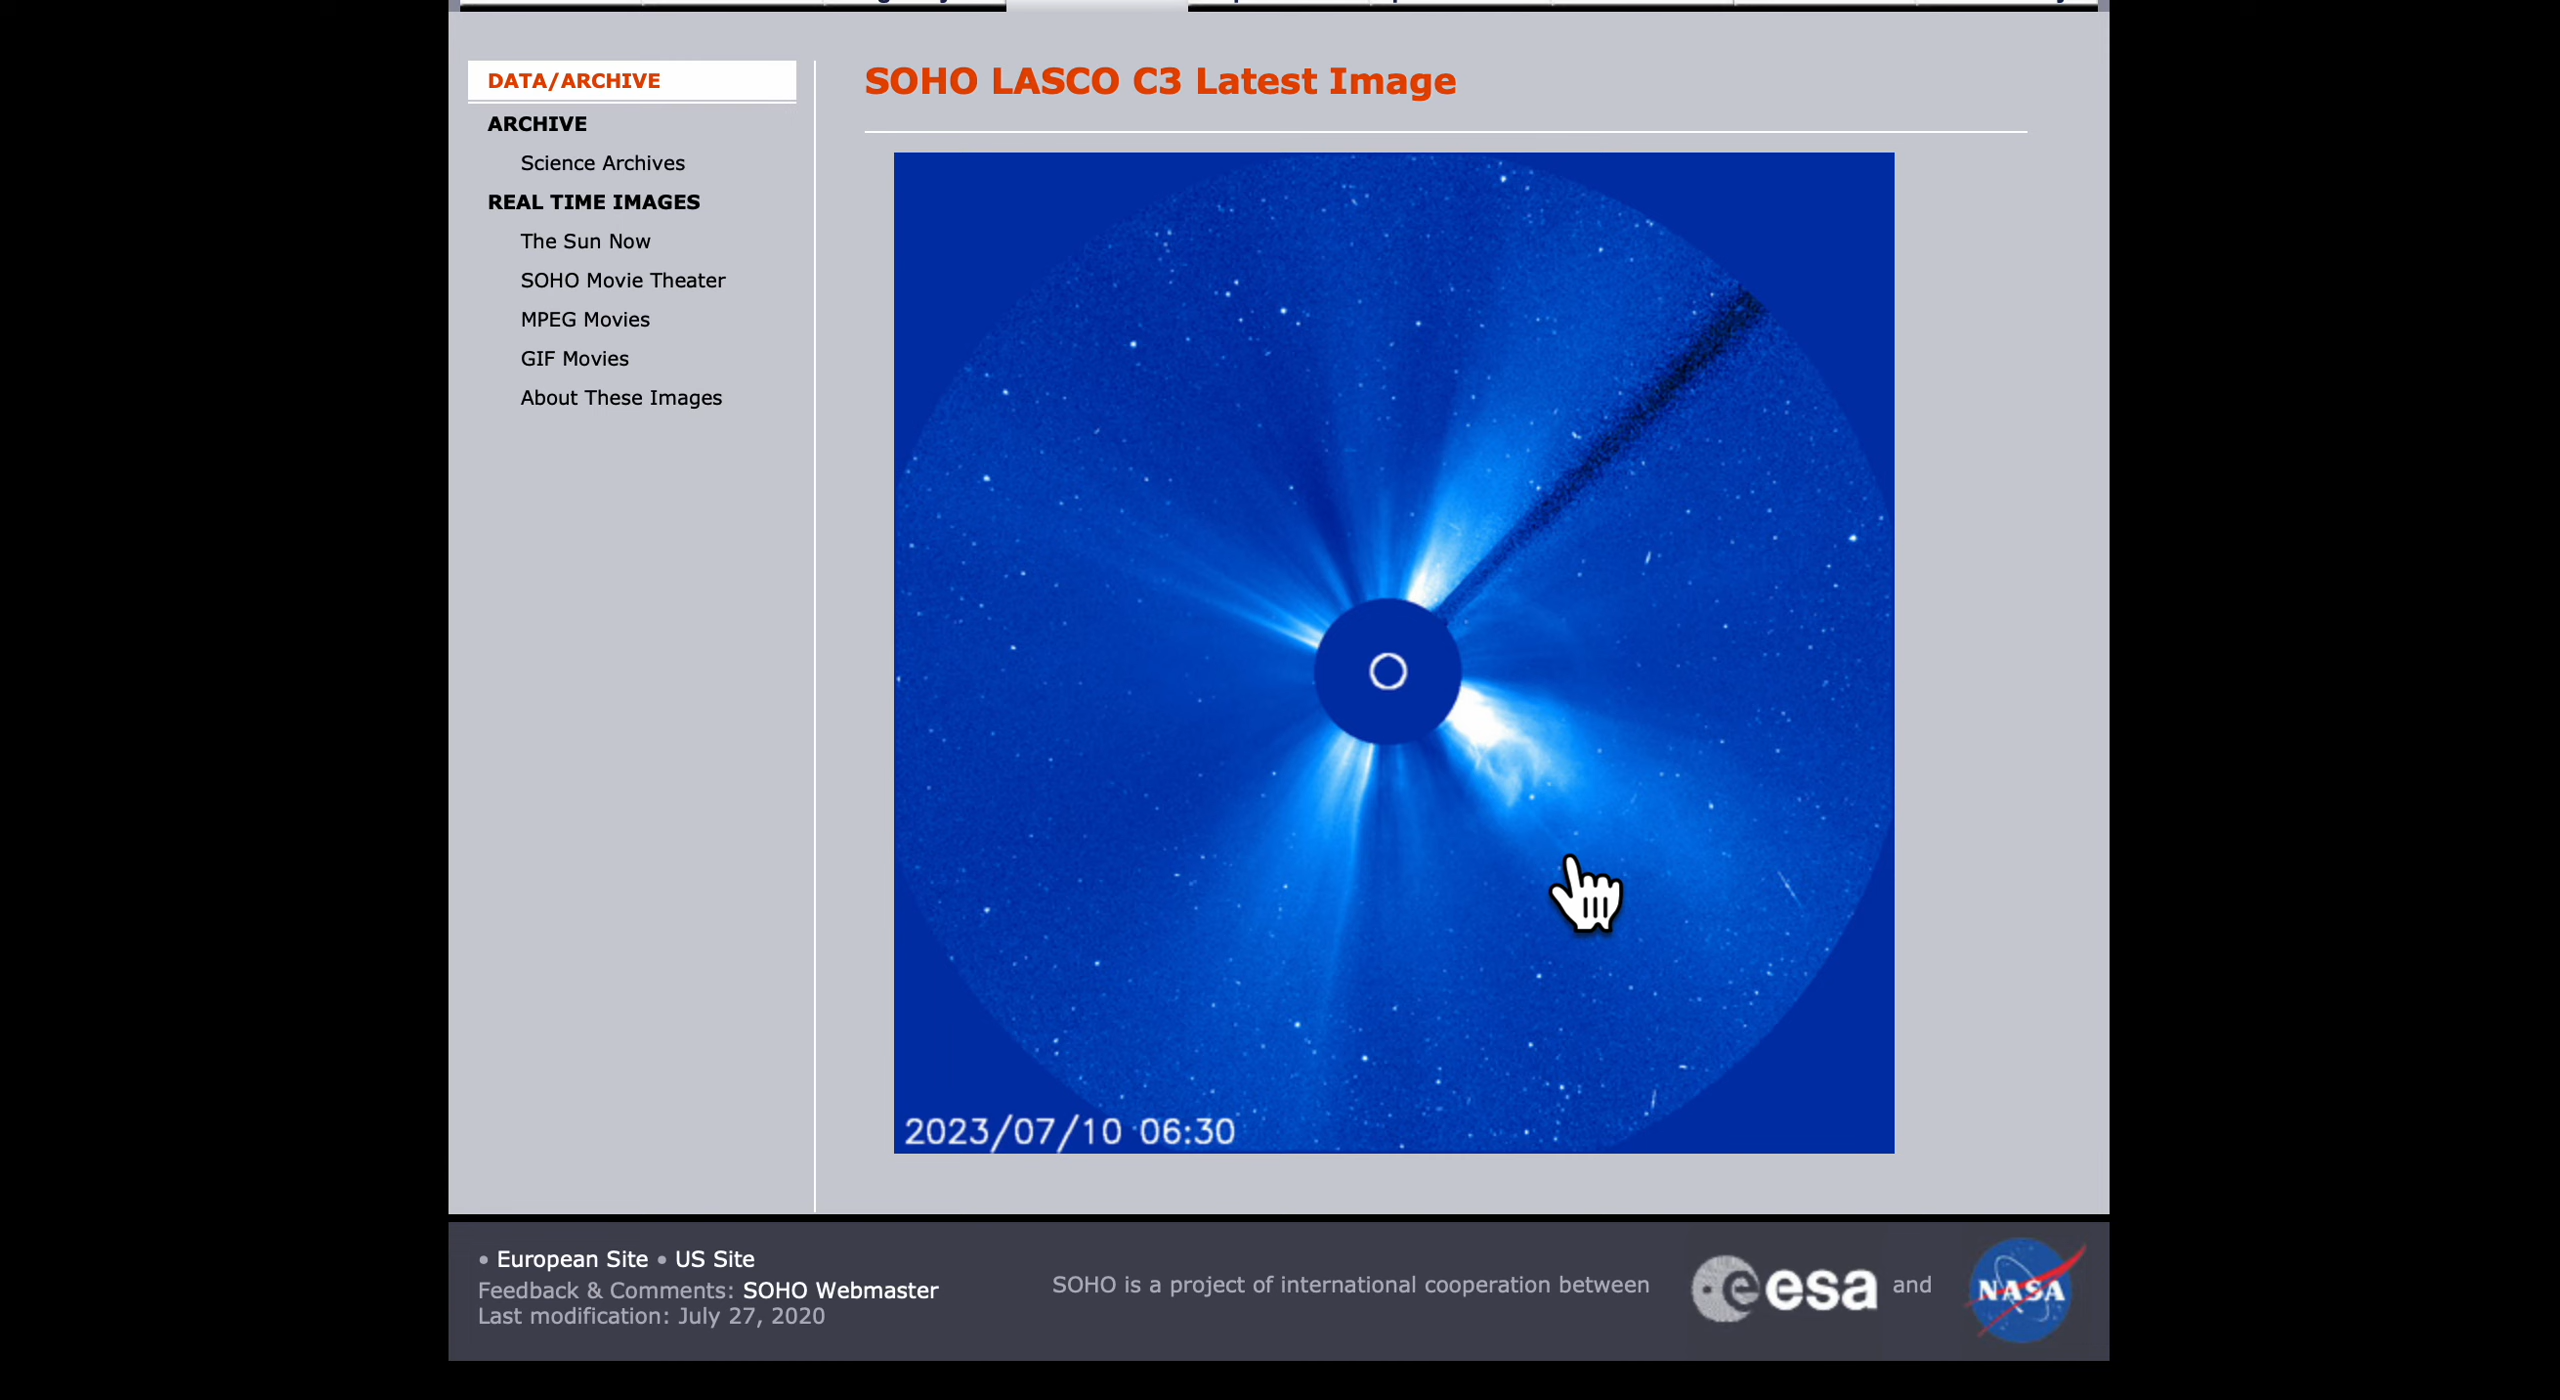 DATA/ARCHIVE
ARCHIVE
Science Archives
REAL TIME IMAGES
The Sun Now
SOHO Movie Theater
MPEG Movies
GIF Movies
About These Images
SOHO LASCO C3 Latest Image
2023/07/10 06:30
• European Site • US Site
Feedback & Comments: SOHO Webmaster
Last modification: July 27, 2020
SOHO is a project of international cooperation between
esa
and
NASA